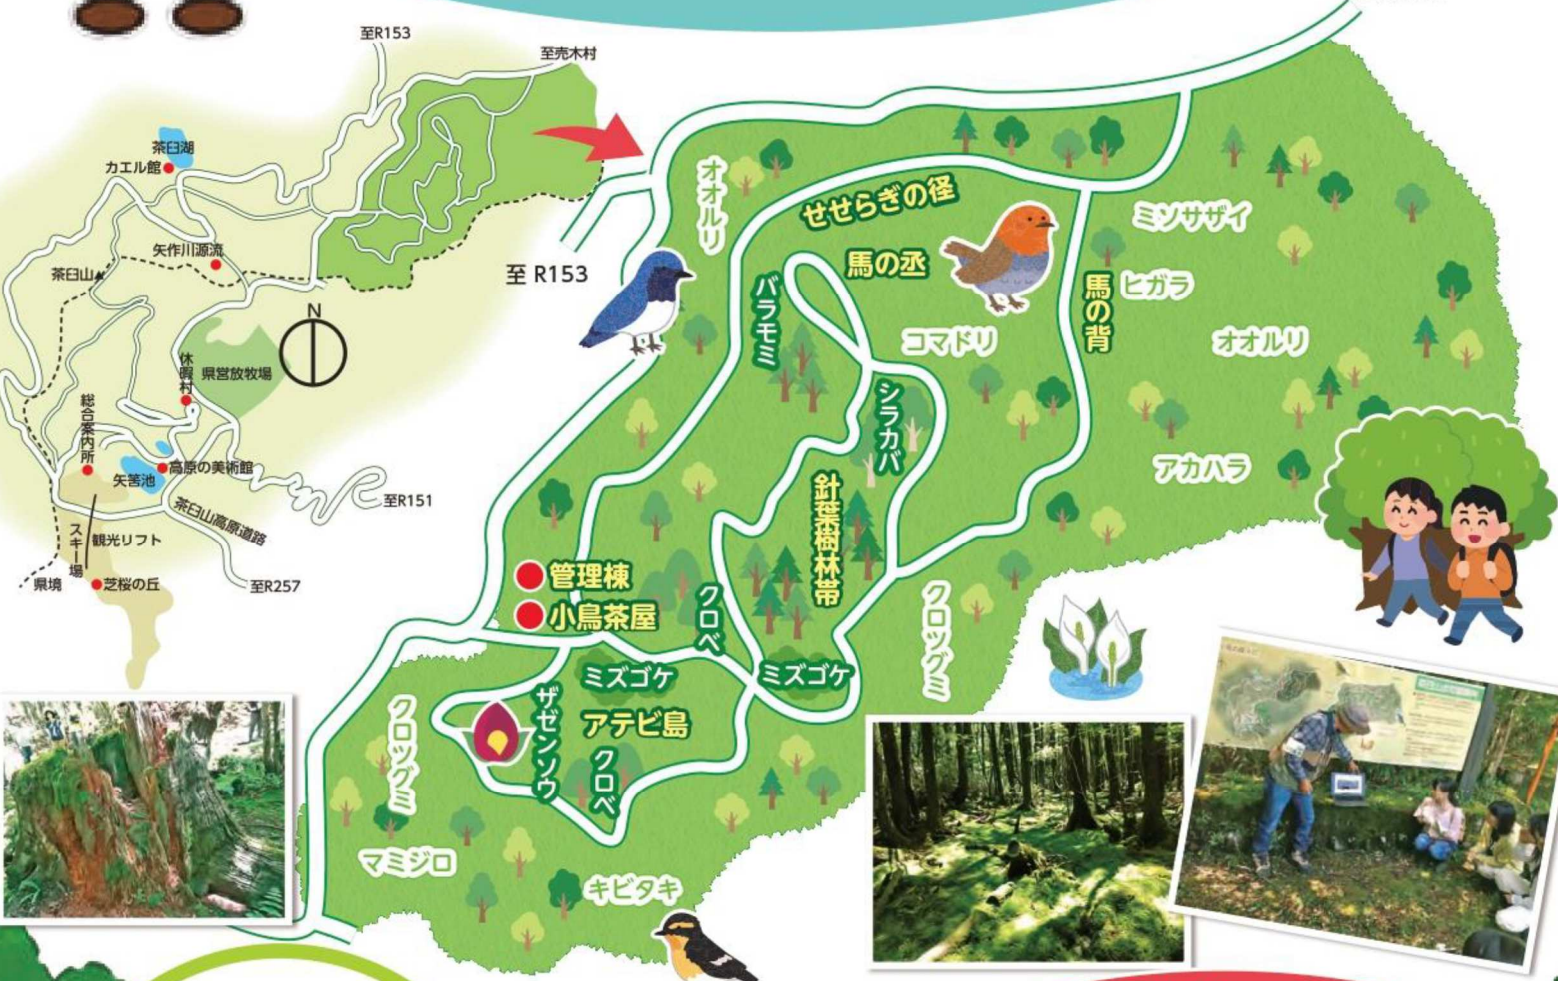 至R153
至売木村
茶臼湖
カエル館
矢作川源流
茶臼山
N
休暇村
県営放牧場
総合案内所
高原の美術館
矢筈池
至R151
茶臼山高原道路
スキー場
観光リフト
県境
芝桜の丘
至R257
至 R153
オオルリ
せせらぎの径
馬の丞
バラモミ
コマドリ
ミソサザイ
馬の背
ヒガラ
オオルリ
シラカバ
アカハラ
針葉樹林帯
管理棟
小鳥茶屋
クロベ
クロツグミ
ミズゴケ
ミズゴケ
ザゼンソウ
アテビ島
クロベ
クロツグミ
マミジロ
キビタキ